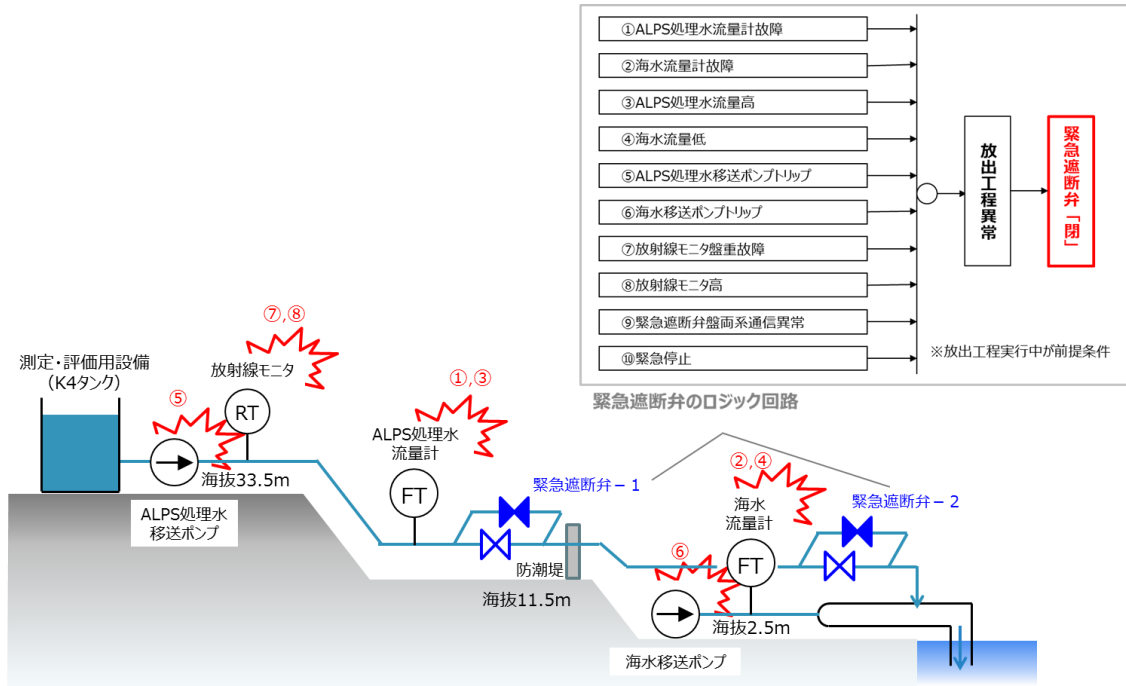 ①ALPS処理水流量計故障
②海水流量計故障
③ALPS処理水流量高
④海水流量低
⑤ALPS処理水移送ポンプトリップ
⑥海水移送ポンプトリップ
⑦放射線モニタ盤重故障
⑧放射線モニタ高
⑨緊急遮断弁盤両系通信異常
⑩緊急停止
放出工程異常
緊急遮断弁「閉」
※放出工程実行中が前提条件
緊急遮断弁のロジック回路
⑦,⑧
放射線モニタ
RT
測定・評価用設備
(K4タンク)
⑤
海抜33.5m
ALPS処理水
移送ポンプ
①,③
ALPS処理水
流量計
FT
緊急遮断弁-1
防潮堤
海抜11.5m
②,④
海水
流量計
FT
緊急遮断弁-2
⑥
海抜2.5m
海水移送ポンプ